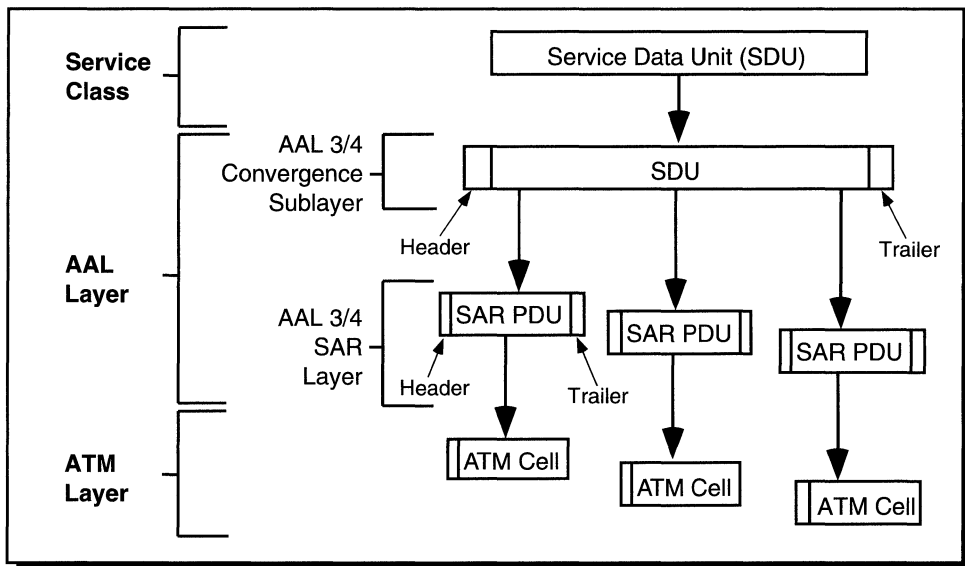 Service
Class
Service Data Unit (SDU)
AAL 3/4
Convergence
Sublayer
SDU
Header
Trailer
AAL
Layer
AAL 3/4
SAR
Layer
SAR PDU
SAR PDU
SAR PDU
Header
Trailer
ATM
Layer
ATM Cell
ATM Cell
ATM Cell